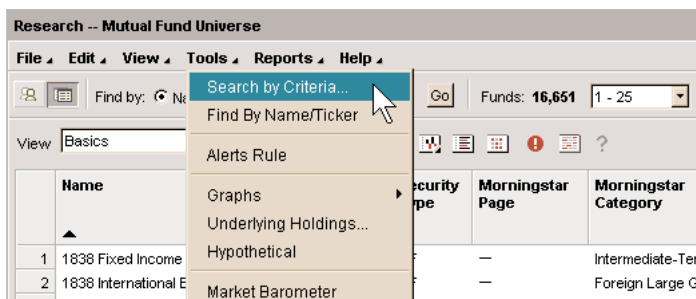 Research -- Mutual Fund Universe
File Edit View Tools Reports Help
Find by: Na Go Funds: 16,651 1 - 25
View Basics ?
Search by Criteria...
Find By Name/Ticker
Alerts Rule
Graphs
Underlying Holdings...
Hypothetical
Market Barometer
Name ecurity ype Morningstar Page Morningstar Category
1 1838 Fixed Income — Intermediate-Ter
2 1838 International E — Foreign Large G